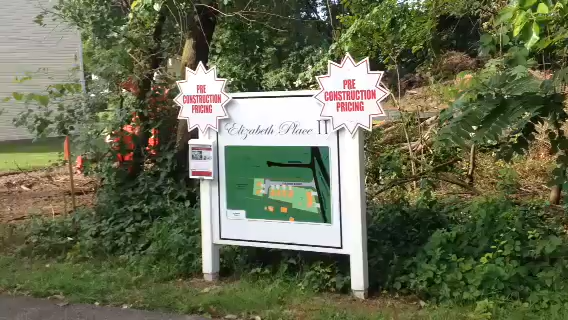 PRE
CONSTRUCTION
PRICING
PRE
CONSTRUCTION
PRICING
Elizabeth Place II